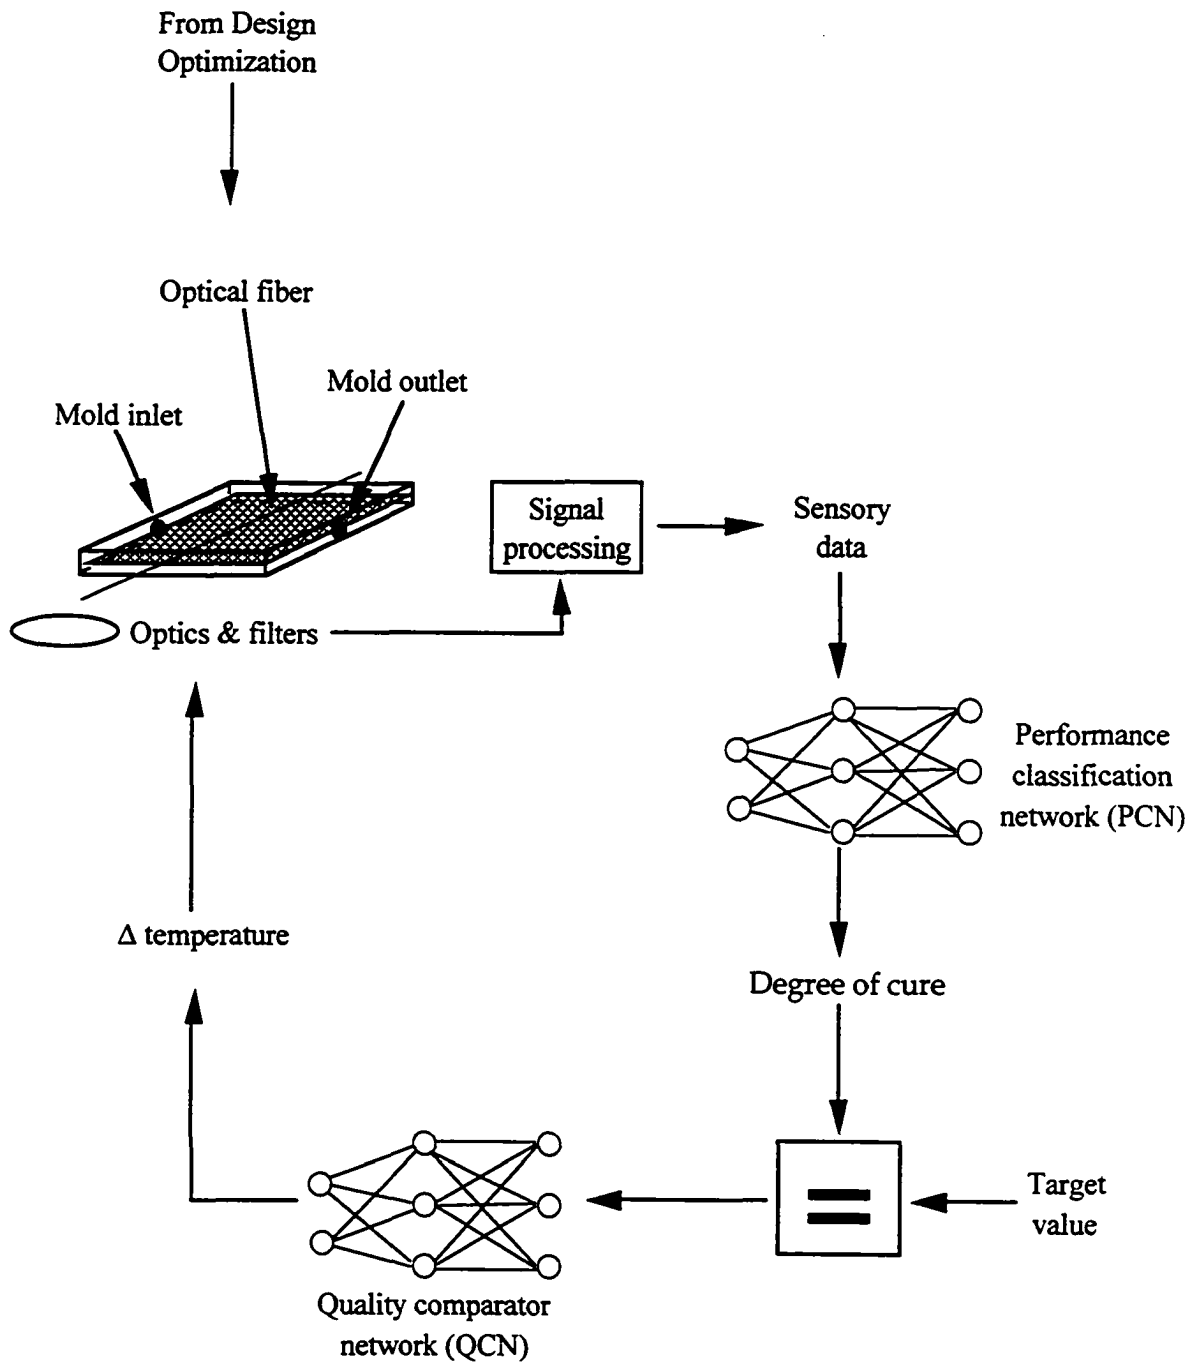 From Design
Optimization
Optical fiber
Mold outlet
Mold inlet
Signal
processing
Sensory
data
Optics & filters
Performance
classification
network (PCN)
Δ temperature
Degree of cure
=
Target
value
Quality comparator
network (QCN)